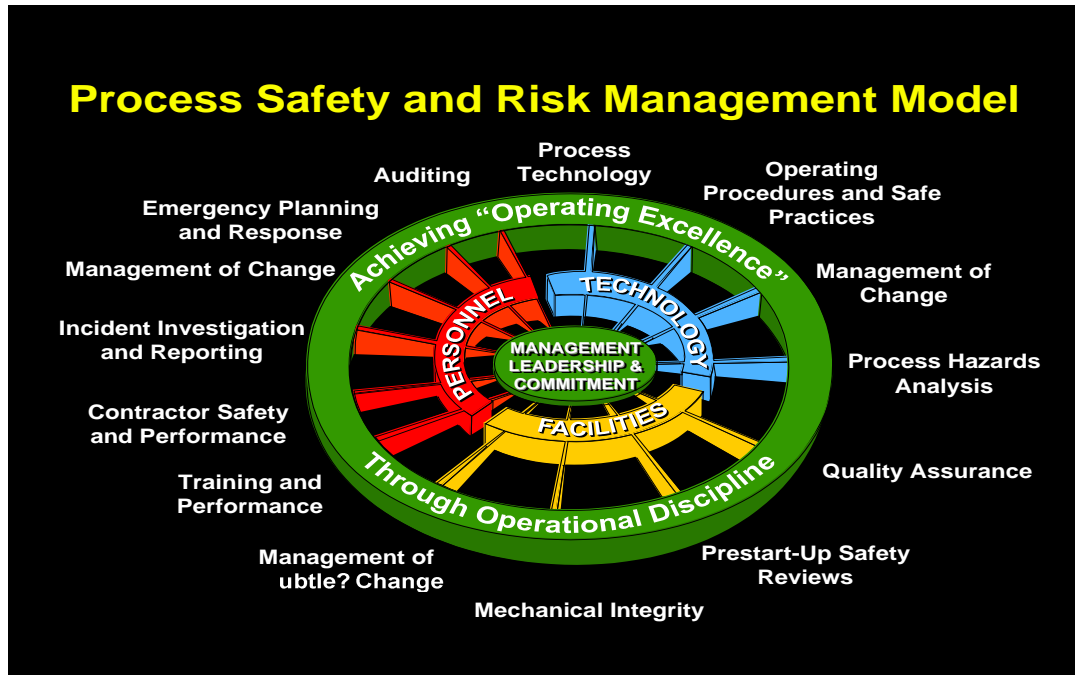 Process Safety and Risk Management Model
Process
Technology
Auditing
Operating
Procedures and Safe
Practices
Emergency Planning
and Response
Achieving “Operating Excellence”
Management of Change
Management of
Change
TECHNOLOGY
PERSONNEL
Incident Investigation
and Reporting
MANAGEMENT
LEADERSHIP &
COMMITMENT
Process Hazards
Analysis
Contractor Safety
and Performance
FACILITIES
Quality Assurance
Training and
Performance
Through Operational Discipline
Management of
ubtle? Change
Prestart-Up Safety
Reviews
Mechanical Integrity